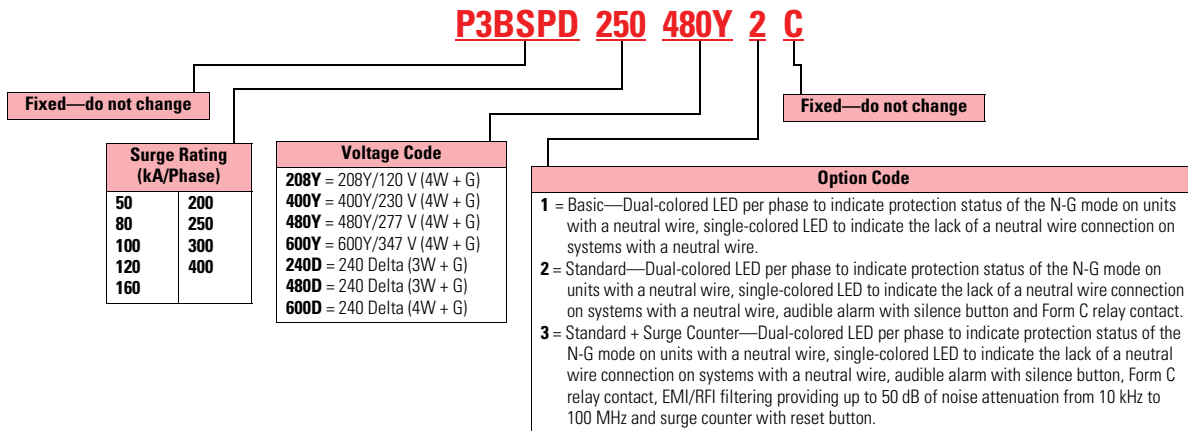 P3BSPD 250 480Y 2 C
Fixed—do not change
Fixed—do not change
Surge Rating
(kA/Phase)
50 200
80 250
100 300
120 400
160
Voltage Code
208Y = 208Y/120 V (4W + G)
400Y = 400Y/230 V (4W + G)
480Y = 480Y/277 V (4W + G)
600Y = 600Y/347 V (4W + G)
240D = 240 Delta (3W + G)
480D = 240 Delta (3W + G)
600D = 240 Delta (4W + G)
Option Code
1 = Basic—Dual-colored LED per phase to indicate protection status of the N-G mode on units
with a neutral wire, single-colored LED to indicate the lack of a neutral wire connection on
systems with a neutral wire.
2 = Standard—Dual-colored LED per phase to indicate protection status of the N-G mode on
units with a neutral wire, single-colored LED to indicate the lack of a neutral wire connection
on systems with a neutral wire, audible alarm with silence button and Form C relay contact.
3 = Standard + Surge Counter—Dual-colored LED per phase to indicate protection status of the
N-G mode on units with a neutral wire, single-colored LED to indicate the lack of a neutral
wire connection on systems with a neutral wire, audible alarm with silence button, Form C
relay contact, EMI/RFI filtering providing up to 50 dB of noise attenuation from 10 kHz to
100 MHz and surge counter with reset button.